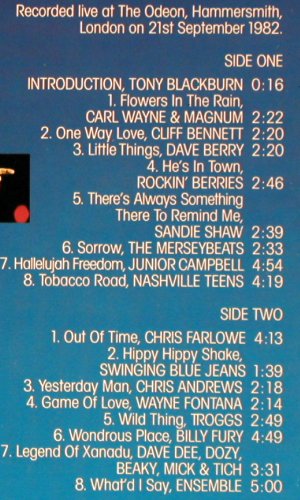 Recorded live at The Odeon, Hammersmith,
London on 21st September 1982.
SIDE ONE
INTRODUCTION, TONY BLACKBURN 0:16
1. Flowers In The Rain,
CARL WAYNE & MAGNUM 2:22
2. One Way Love, CLIFF BENNETT 2:20
3. Little Things, DAVE BERRY 2:20
4. He's In Town,
ROCKIN' BERRIES 2:46
5. There's Always Something
There To Remind Me,
SANDIE SHAW 2:39
6. Sorrow, THE MERSEYBEATS 2:33
7. Hallelujah Freedom, JUNIOR CAMPBELL 4:54
8. Tobacco Road, NASHVILLE TEENS 4:19
SIDE TWO
1. Out Of Time, CHRIS FARLOWE 4:13
2. Hippy Hippy Shake,
SWINGING BLUE JEANS 1:39
3. Yesterday Man, CHRIS ANDREWS 2:18
4. Game Of Love, WAYNE FONTANA 2:14
5. Wild Thing, TROGGS 2:49
6. Wondrous Place, BILLY FURY 4:49
7. Legend Of Xanadu, DAVE DEE, DOZY,
BEAKY, MICK & TICH 3:31
8. What'd I Say, ENSEMBLE 5:00